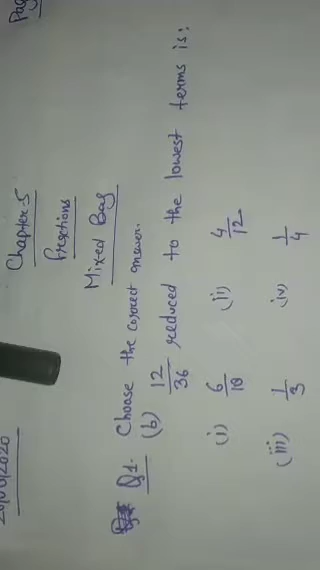 Chapter-5
fractions
Mixed Bag
Q1. Choose the correct answer.
(b) 12/36 reduced to the lowest terms is:
(i) 6/18 (ii) 4/12
(iii) 1/3 (iv) 1/4